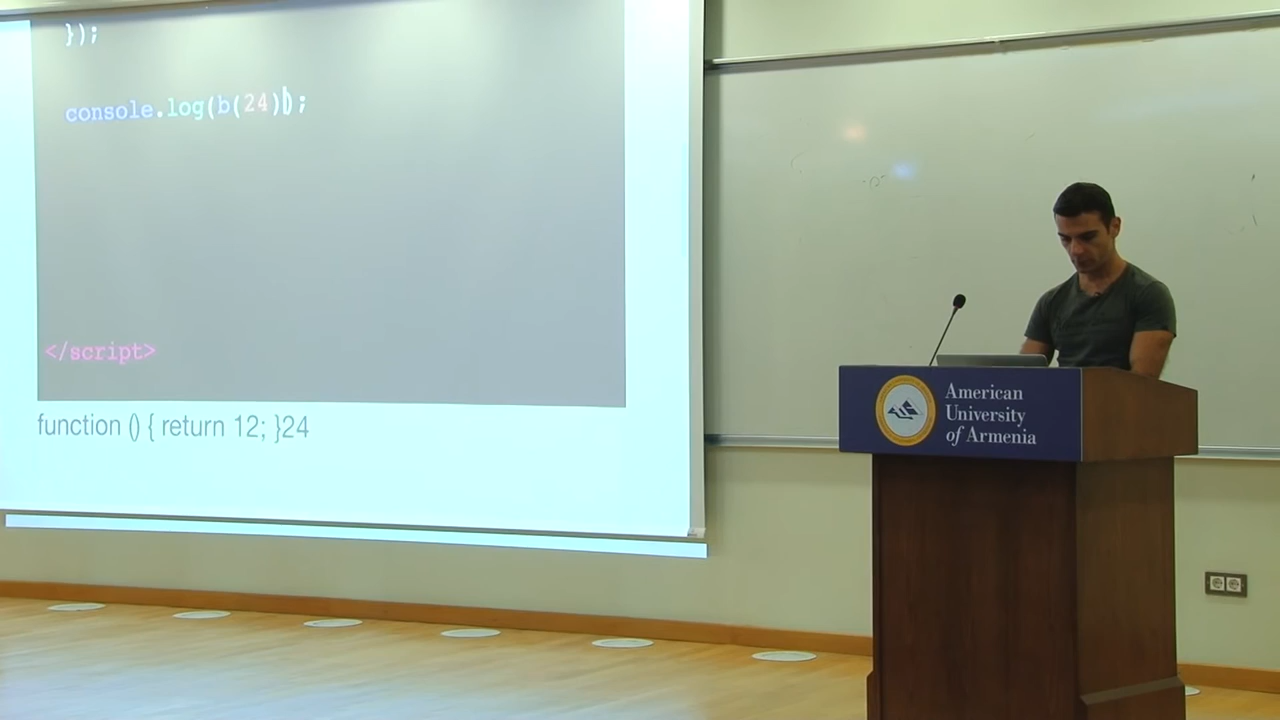 });
console.log(b(24));
</script>
function () { return 12; }24
American
University
of Armenia